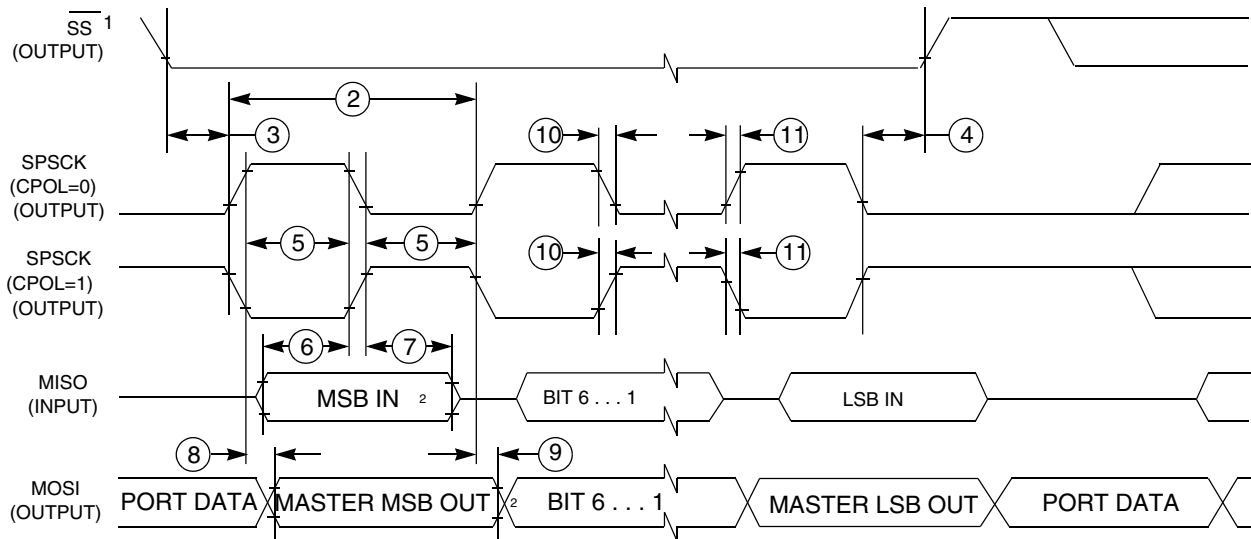 SS 1
(OUTPUT)
2
3
10
11
4
SPSCK
(CPOL=0)
(OUTPUT)
5
5
SPSCK
(CPOL=1)
(OUTPUT)
10
11
6
7
MISO
(INPUT)
MSB IN 2
BIT 6 . . . 1
LSB IN
8
9
MOSI
(OUTPUT)
PORT DATA
MASTER MSB OUT 2
BIT 6 . . . 1
MASTER LSB OUT
PORT DATA